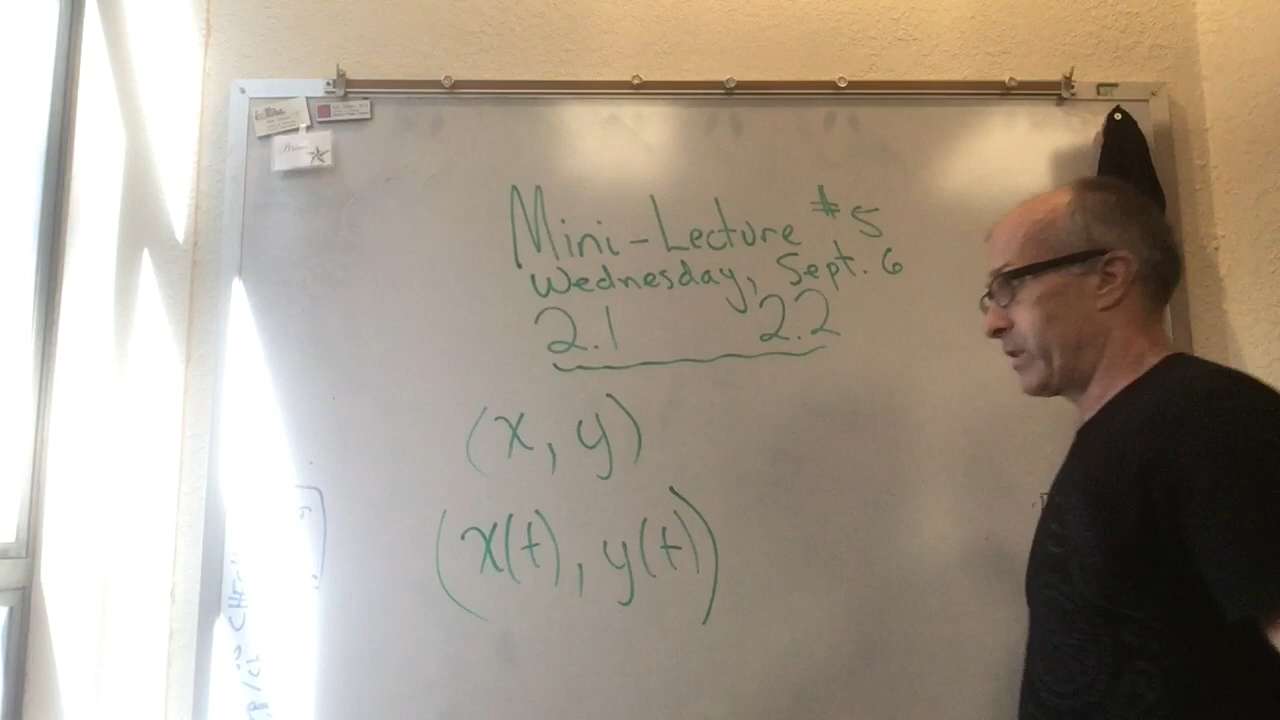 Mini-Lecture #5
Wednesday, Sept. 6
2.1 2.2
(x, y)
(x(t), y(t))